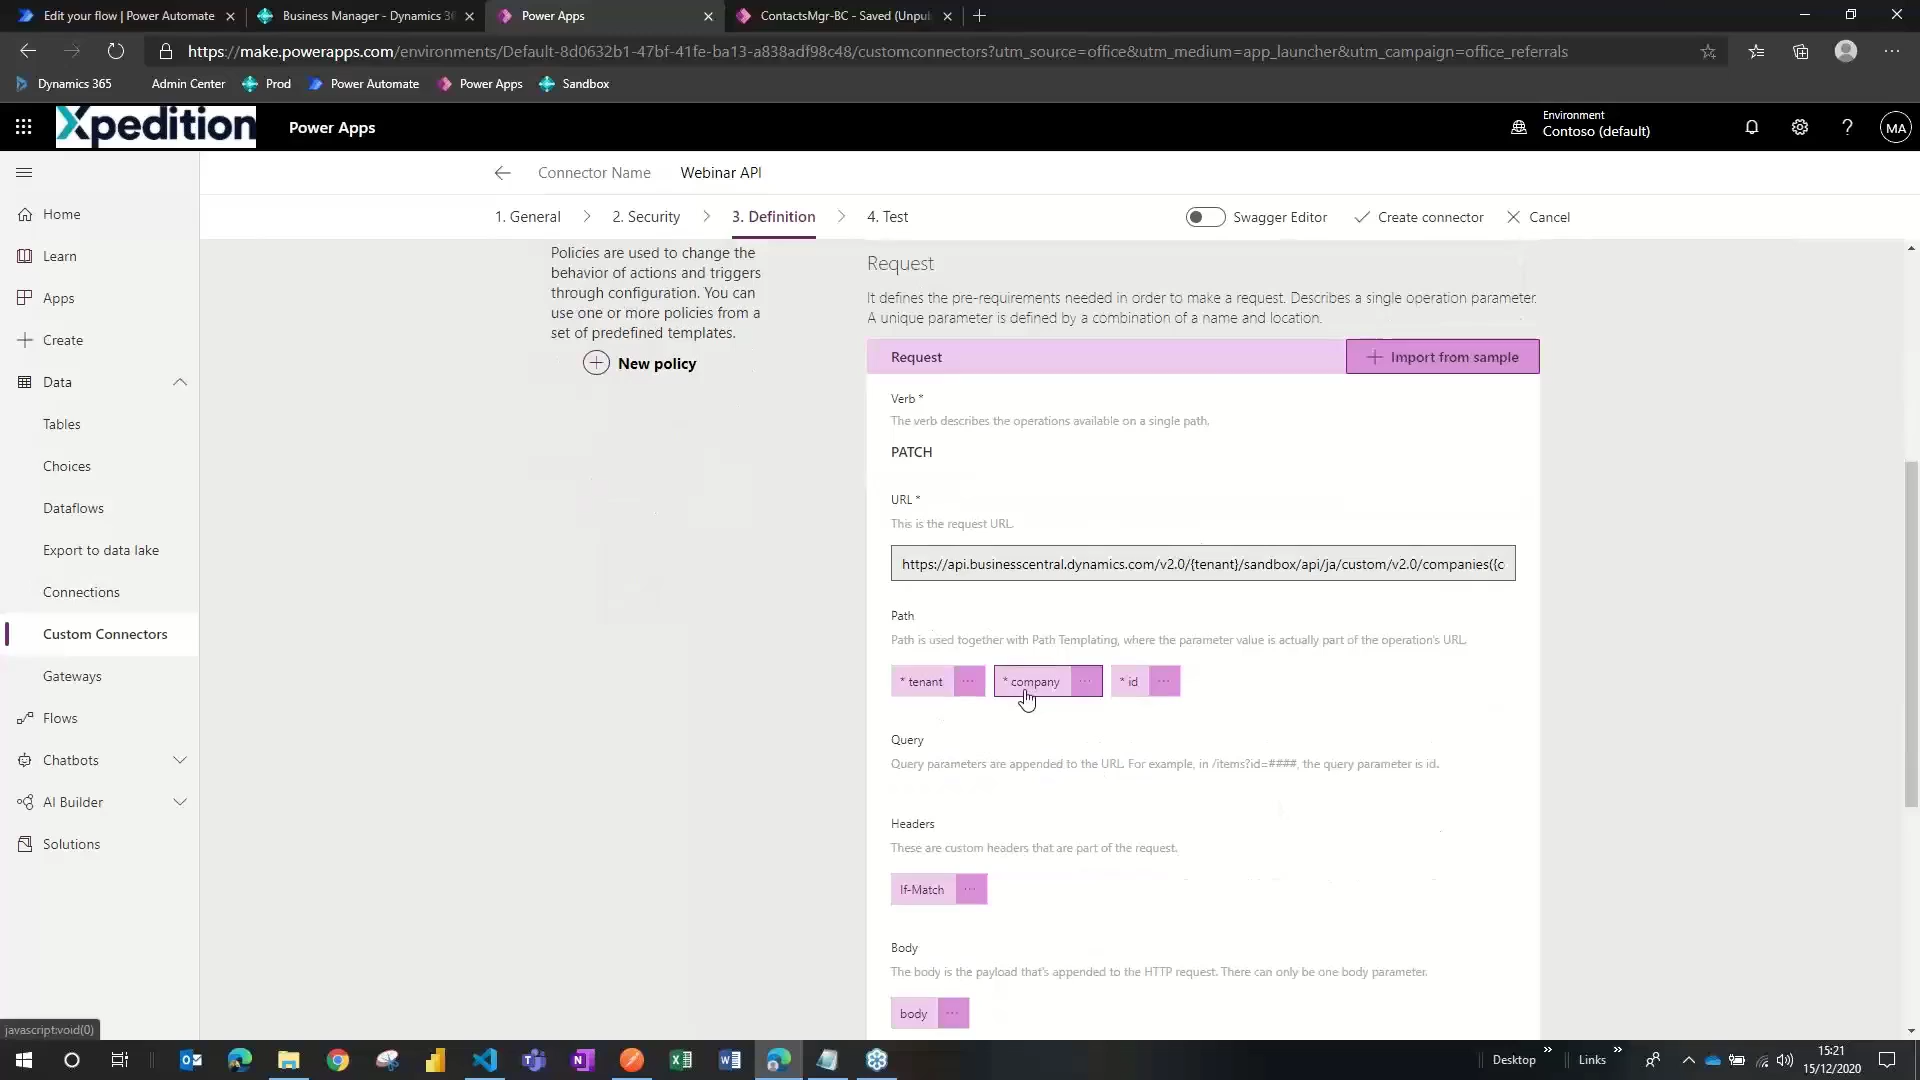 Edit your flow | Power Automate
Business Manager - Dynamics 36
Power Apps
ContactsMgr-BC - Saved (Unpu
https://make.powerapps.com/environments/Default-8d0632b1-47bf-41fe-ba13-a838adf98c48/customconnectors?utm_source=office&utm_medium=app_launcher&utm_campaign=office_referrals
Dynamics 365
Admin Center
Prod
Power Automate
Power Apps
Sandbox
Xpedition
Power Apps
Environment
Contoso (default)
?
MA
Connector Name
Webinar API
1. General
2. Security
3. Definition
4. Test
Swagger Editor
Create connector
Cancel
Home
Learn
Apps
Create
Data
Tables
Choices
Dataflows
Export to data lake
Connections
Custom Connectors
Gateways
Flows
Chatbots
AI Builder
Solutions
Policies are used to change the
behavior of actions and triggers
through configuration. You can
use one or more policies from a
set of predefined templates.
New policy
Request
It defines the pre-requirements needed in order to make a request. Describes a single operation parameter.
A unique parameter is defined by a combination of a name and location.
Request
Import from sample
Verb *
The verb describes the operations available on a single path.
PATCH
URL *
This is the request URL.
https://api.businesscentral.dynamics.com/v2.0/{tenant}/sandbox/api/ja/custom/v2.0/companies({c
Path
Path is used together with Path Templating, where the parameter value is actually part of the operation's URL.
* tenant ...
* company ...
* id ...
Query
Query parameters are appended to the URL. For example, in /items?id=####, the query parameter is id.
Headers
These are custom headers that are part of the request.
If-Match ...
Body
The body is the payload that's appended to the HTTP request. There can only be one body parameter.
body ...
javascript:void(0)
Desktop
Links
15:21
15/12/2020